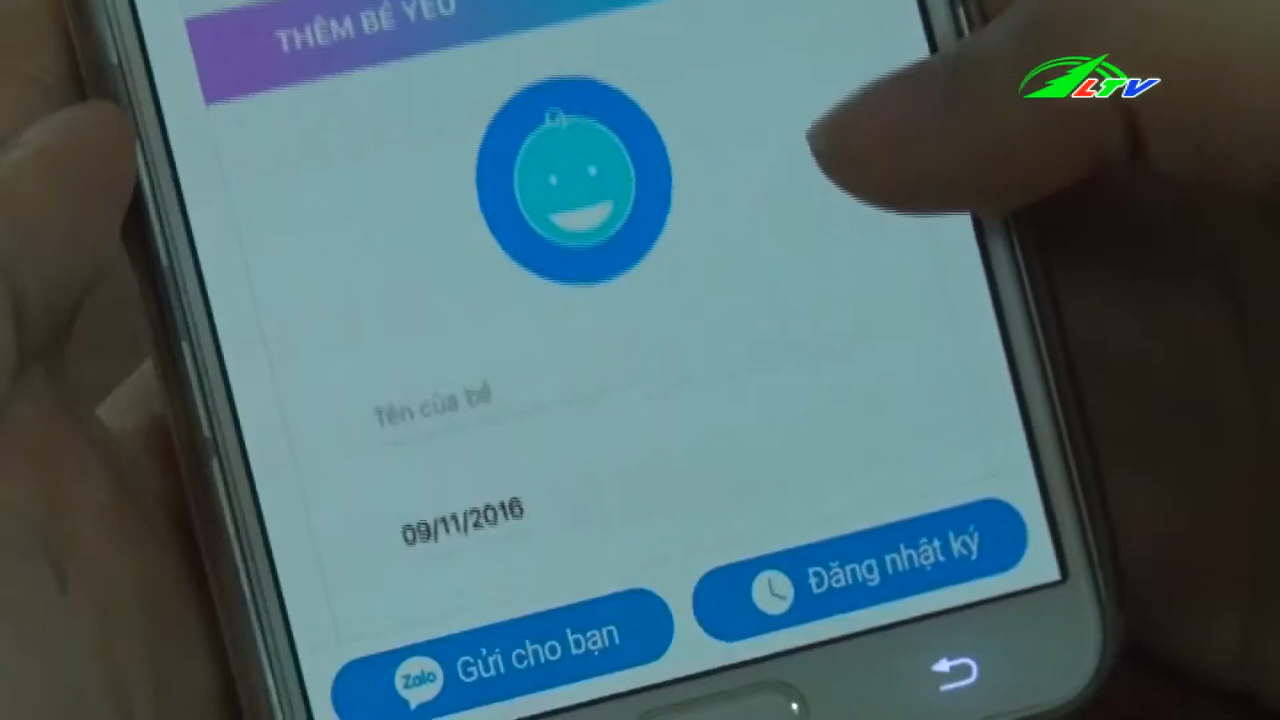 THÊM BÉ YÊU
LTV
Tên của bé
09/11/2016
Đăng nhật ký
Zalo Gửi cho bạn